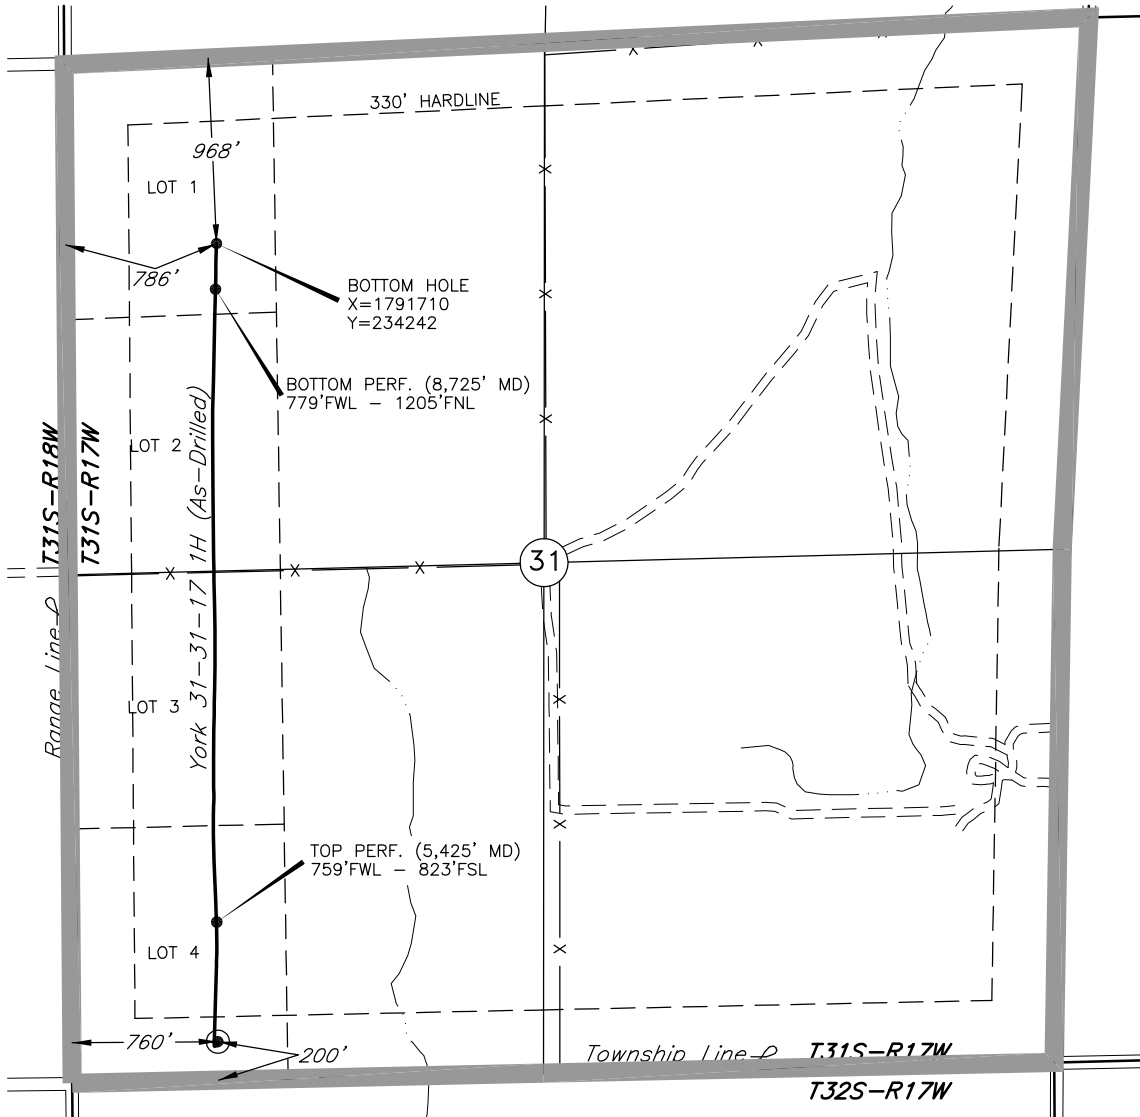 330' HARDLINE
968'
LOT 1
786'
BOTTOM HOLE
X=1791710
Y=234242
BOTTOM PERF. (8,725' MD)
779'FWL – 1205'FNL
T31S–R18W
T31S–R17W
LOT 2
York 31–31–17 1H (As–Drilled)
31
Range Line
LOT 3
TOP PERF. (5,425' MD)
759'FWL – 823'FSL
LOT 4
760'
200'
Township Line
T31S–R17W
T32S–R17W